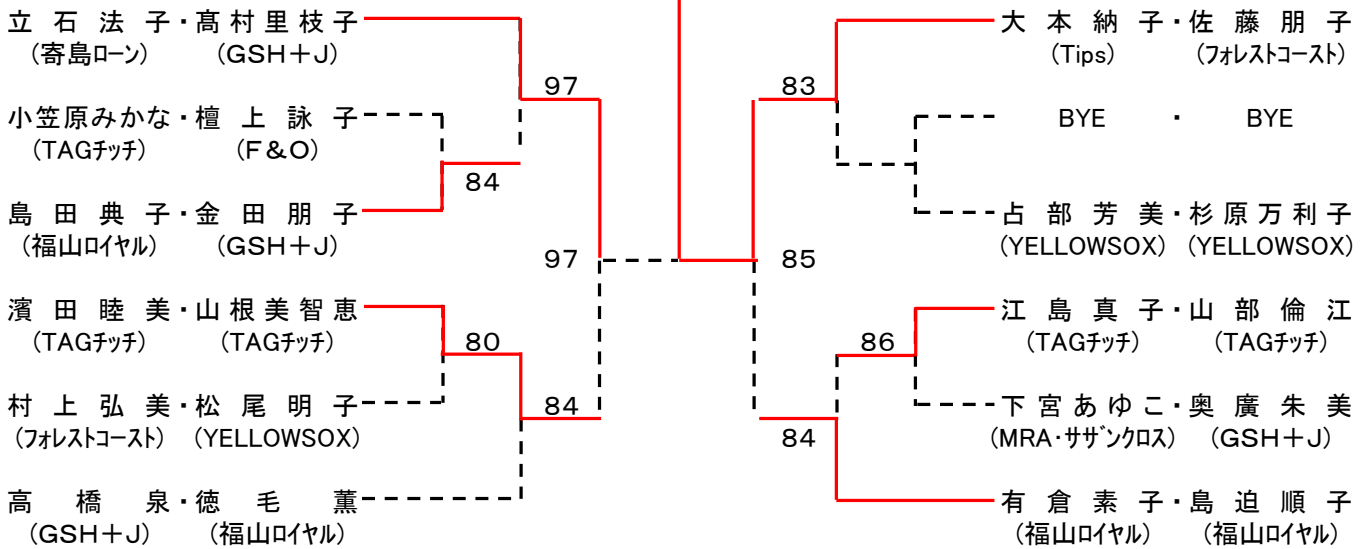 立石法子・髙村里枝子
(寄島ローン) (GSH+J)
97
小笠原みかな・檀上詠子
(TAGチッチ) (F&O)
84
島田典子・金田朋子
(福山ロイヤル) (GSH+J)
97
濱田睦美・山根美智恵
(TAGチッチ) (TAGチッチ)
80
村上弘美・松尾明子
(フォレストコースト) (YELLOWSOX)
84
高橋泉・徳毛薫
(GSH+J) (福山ロイヤル)
大本納子・佐藤朋子
(Tips) (フォレストコースト)
83
BYE ・ BYE
占部芳美・杉原万利子
(YELLOWSOX) (YELLOWSOX)
85
江島真子・山部倫江
(TAGチッチ) (TAGチッチ)
86
下宮あゆこ・奥廣朱美
(MRA・サザンクロス) (GSH+J)
84
有倉素子・島迫順子
(福山ロイヤル) (福山ロイヤル)